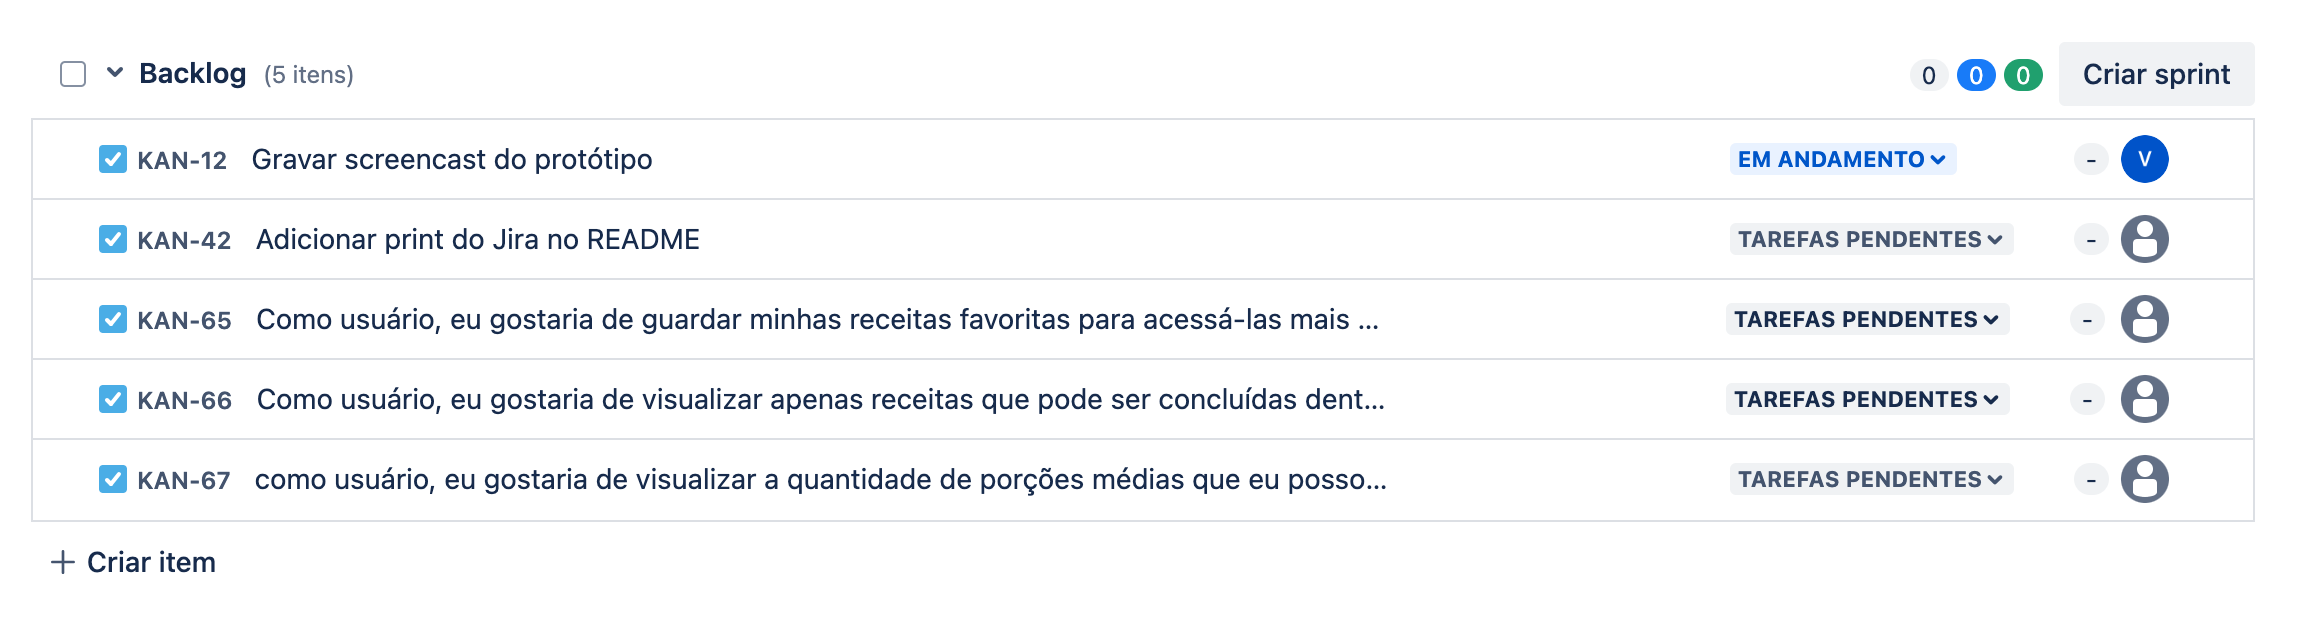 Backlog (5 itens) 0 0 0 Criar sprint
KAN-12 Gravar screencast do protótipo EM ANDAMENTO - V
KAN-42 Adicionar print do Jira no README TAREFAS PENDENTES -
KAN-65 Como usuário, eu gostaria de guardar minhas receitas favoritas para acessá-las mais ... TAREFAS PENDENTES -
KAN-66 Como usuário, eu gostaria de visualizar apenas receitas que pode ser concluídas dent... TAREFAS PENDENTES -
KAN-67 como usuário, eu gostaria de visualizar a quantidade de porções médias que eu posso... TAREFAS PENDENTES -
+ Criar item